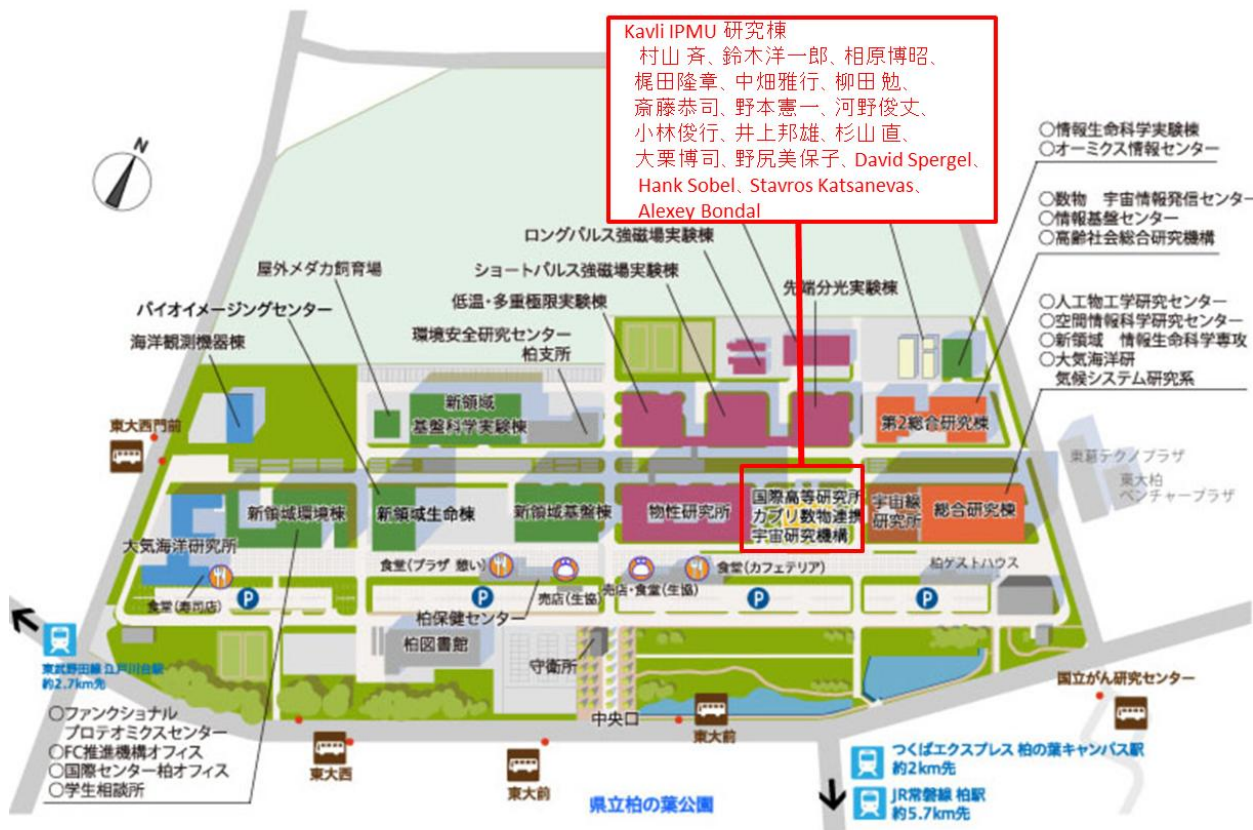 Kavli IPMU 研究棟
村山 斉、鈴木洋一郎、相原博昭、
梶田隆章、中畑雅行、柳田 勉、
斎藤恭司、野本憲一、河野俊丈、
小林俊行、井上邦雄、杉山 直、
大栗博司、野尻美保子、David Spergel、
Hank Sobel、Stavros Katsanevas、
Alexey Bondal
N
○情報生命科学実験棟
○オーミクス情報センター
○数物 宇宙情報発信センター
○情報基盤センター
○高齢社会総合研究機構
○人工物工学研究センター
○空間情報科学研究センター
○新領域 情報生命科学専攻
○大気海洋研
気候システム研究系
ロングパルス強磁場実験棟
ショートパルス強磁場実験棟
先端分光実験棟
低温・多重極限実験棟
屋外メダカ飼育場
バイオイメージングセンター
環境安全研究センター
柏支所
海洋観測機器棟
新領域
基盤科学実験棟
第2総合研究棟
東大西門前
東葛テクノプラザ
東大柏
ベンチャープラザ
新領域環境棟
新領域生命棟
新領域基盤棟
物性研究所
国際高等研究所
カブリ数物連携
宇宙研究機構
宇宙線
研究所
総合研究棟
大気海洋研究所
食堂(プラザ 憩い)
食堂(カフェテリア)
柏ゲストハウス
食堂(寿司店)
P
P
P
P
売店(生協)
売店・食堂(生協)
柏保健センター
柏図書館
守衛所
東武野田線 江戸川台駅
約2.7km先
国立がん研究センター
○ファンクショナル
プロテオミクスセンター
○FC推進機構オフィス
○国際センター柏オフィス
○学生相談所
中央口
東大前
東大西
東大前
県立柏の葉公園
つくばエクスプレス 柏の葉キャンパス駅
約2km先
JR常磐線 柏駅
約5.7km先